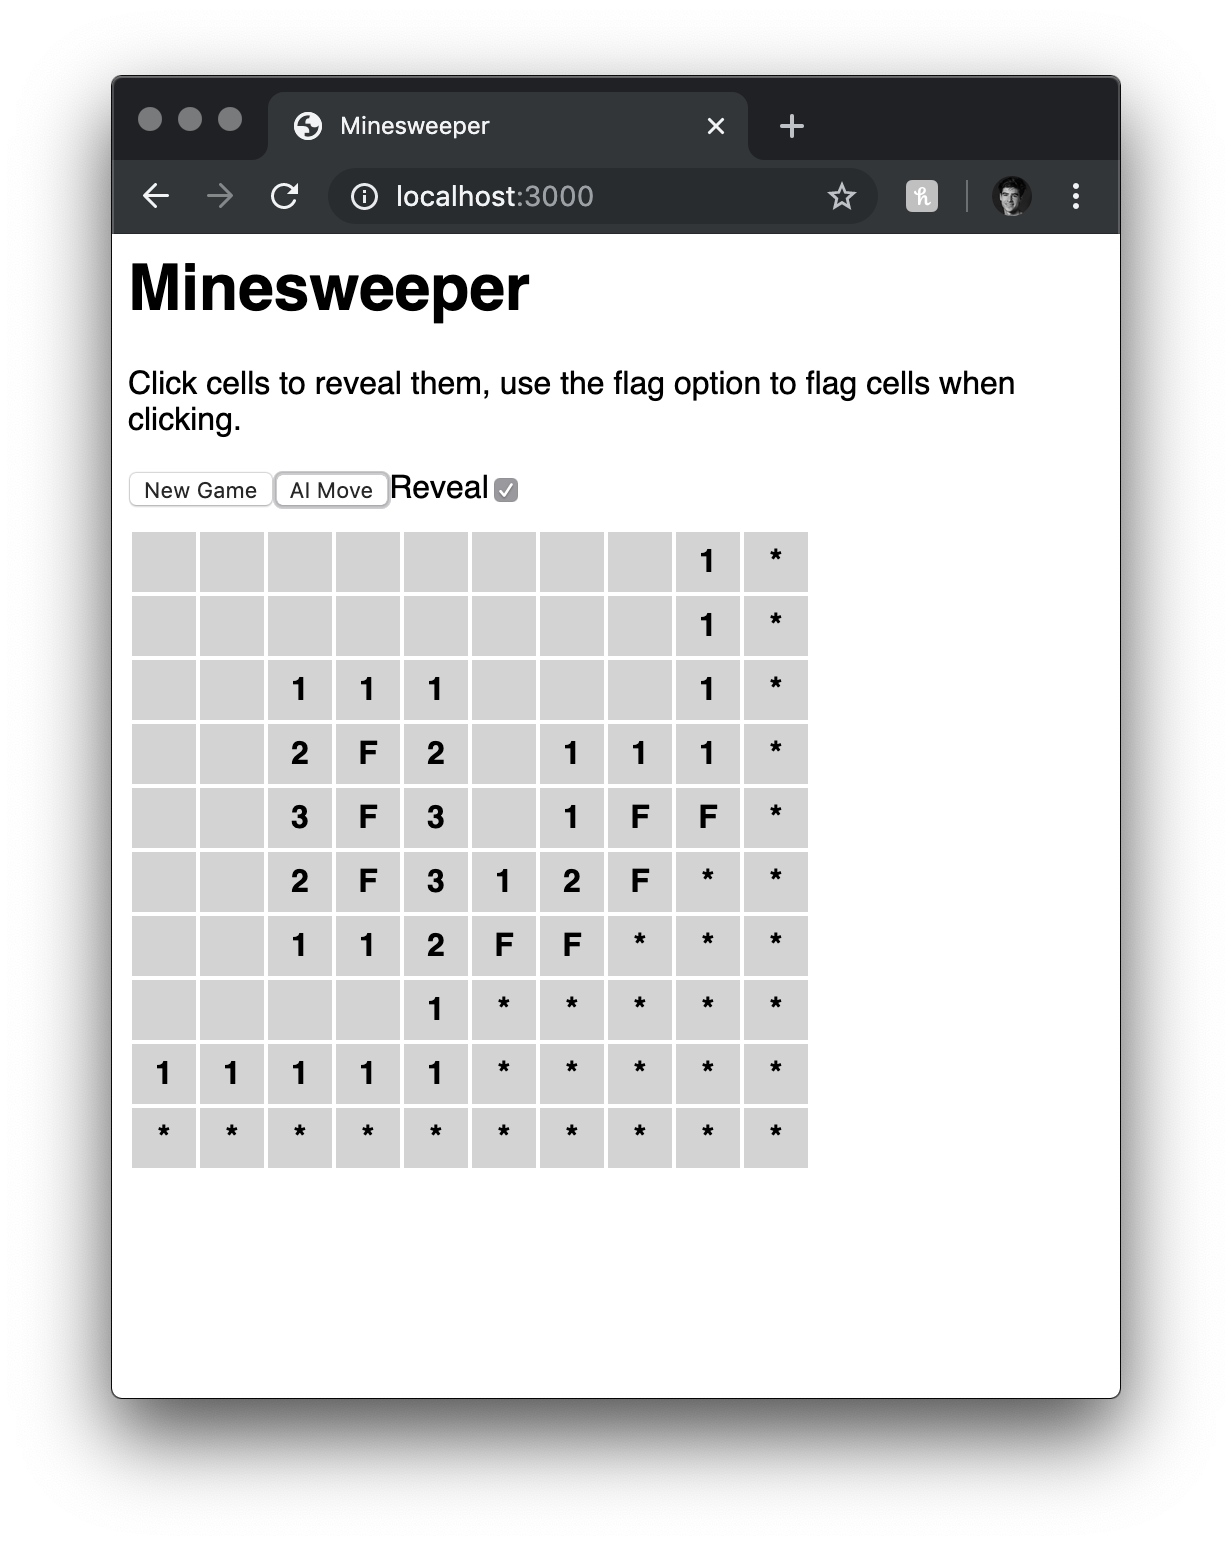 Minesweeper
localhost:3000
Minesweeper
Click cells to reveal them, use the flag option to flag cells when
clicking.
New Game AI Move Reveal
1 *
1 *
1 1 1 1 *
2 F 2 1 1 1 *
3 F 3 1 F F *
2 F 3 1 2 F * *
1 1 2 F F * * *
1 * * * * *
1 1 1 1 1 * * * * *
* * * * * * * * * *